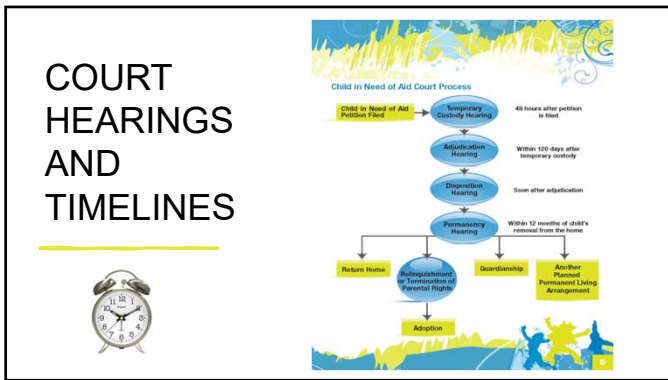 COURT
HEARINGS
AND
TIMELINES
Child in Need of Aid Court Process
Child in Need of Aid
Petition Filed
Temporary
Custody Hearing
48 hours after petition
is filed
Adjudication
Hearing
Within 120 days after
temporary custody
Disposition
Hearing
Soon after adjudication
Permanency
Hearing
Within 12 months of child's
removal from the home
Return Home
Relinquishment
or Termination of
Parental Rights
Guardianship
Another
Planned
Permanent Living
Arrangement
Adoption